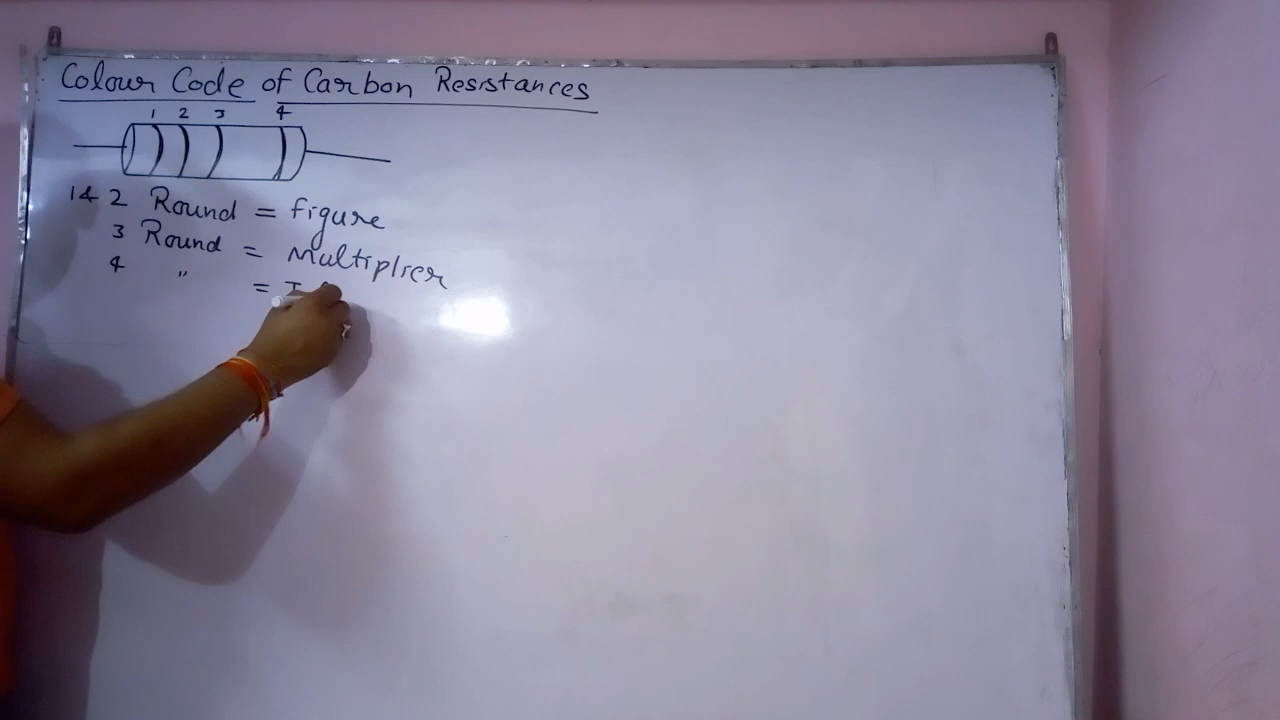 Colour Code of Carbon Resistances
1 2 3 4
1 & 2 Round = figure
3 Round = Multiplier
4 " =